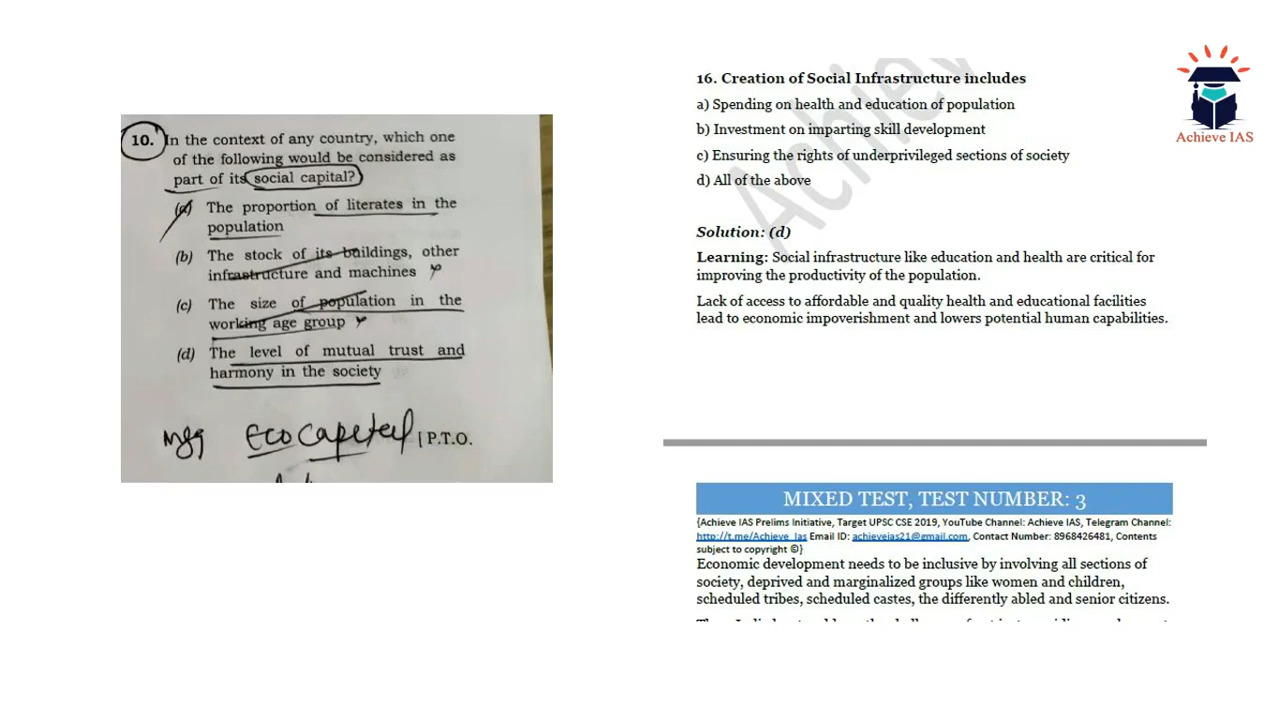 10. In the context of any country, which one
of the following would be considered as
part of its social capital?
(a) The proportion of literates in the
population
(b) The stock of its buildings, other
infrastructure and machines
(c) The size of population in the
working age group
(d) The level of mutual trust and
harmony in the society
Eco Capital [P.T.O.
16. Creation of Social Infrastructure includes
a) Spending on health and education of population
b) Investment on imparting skill development
c) Ensuring the rights of underprivileged sections of society
d) All of the above
Solution: (d)
Learning: Social infrastructure like education and health are critical for
improving the productivity of the population.
Lack of access to affordable and quality health and educational facilities
lead to economic impoverishment and lowers potential human capabilities.
MIXED TEST, TEST NUMBER: 3
{Achieve IAS Prelims Initiative, Target UPSC CSE 2019, YouTube Channel: Achieve IAS, Telegram Channel:
http://t.me/Achieve_Ias Email ID: achieveias21@gmail.com, Contact Number: 8968426481, Contents
subject to copyright ©}
Economic development needs to be inclusive by involving all sections of
society, deprived and marginalized groups like women and children,
scheduled tribes, scheduled castes, the differently abled and senior citizens.
Achieve IAS
Achiev